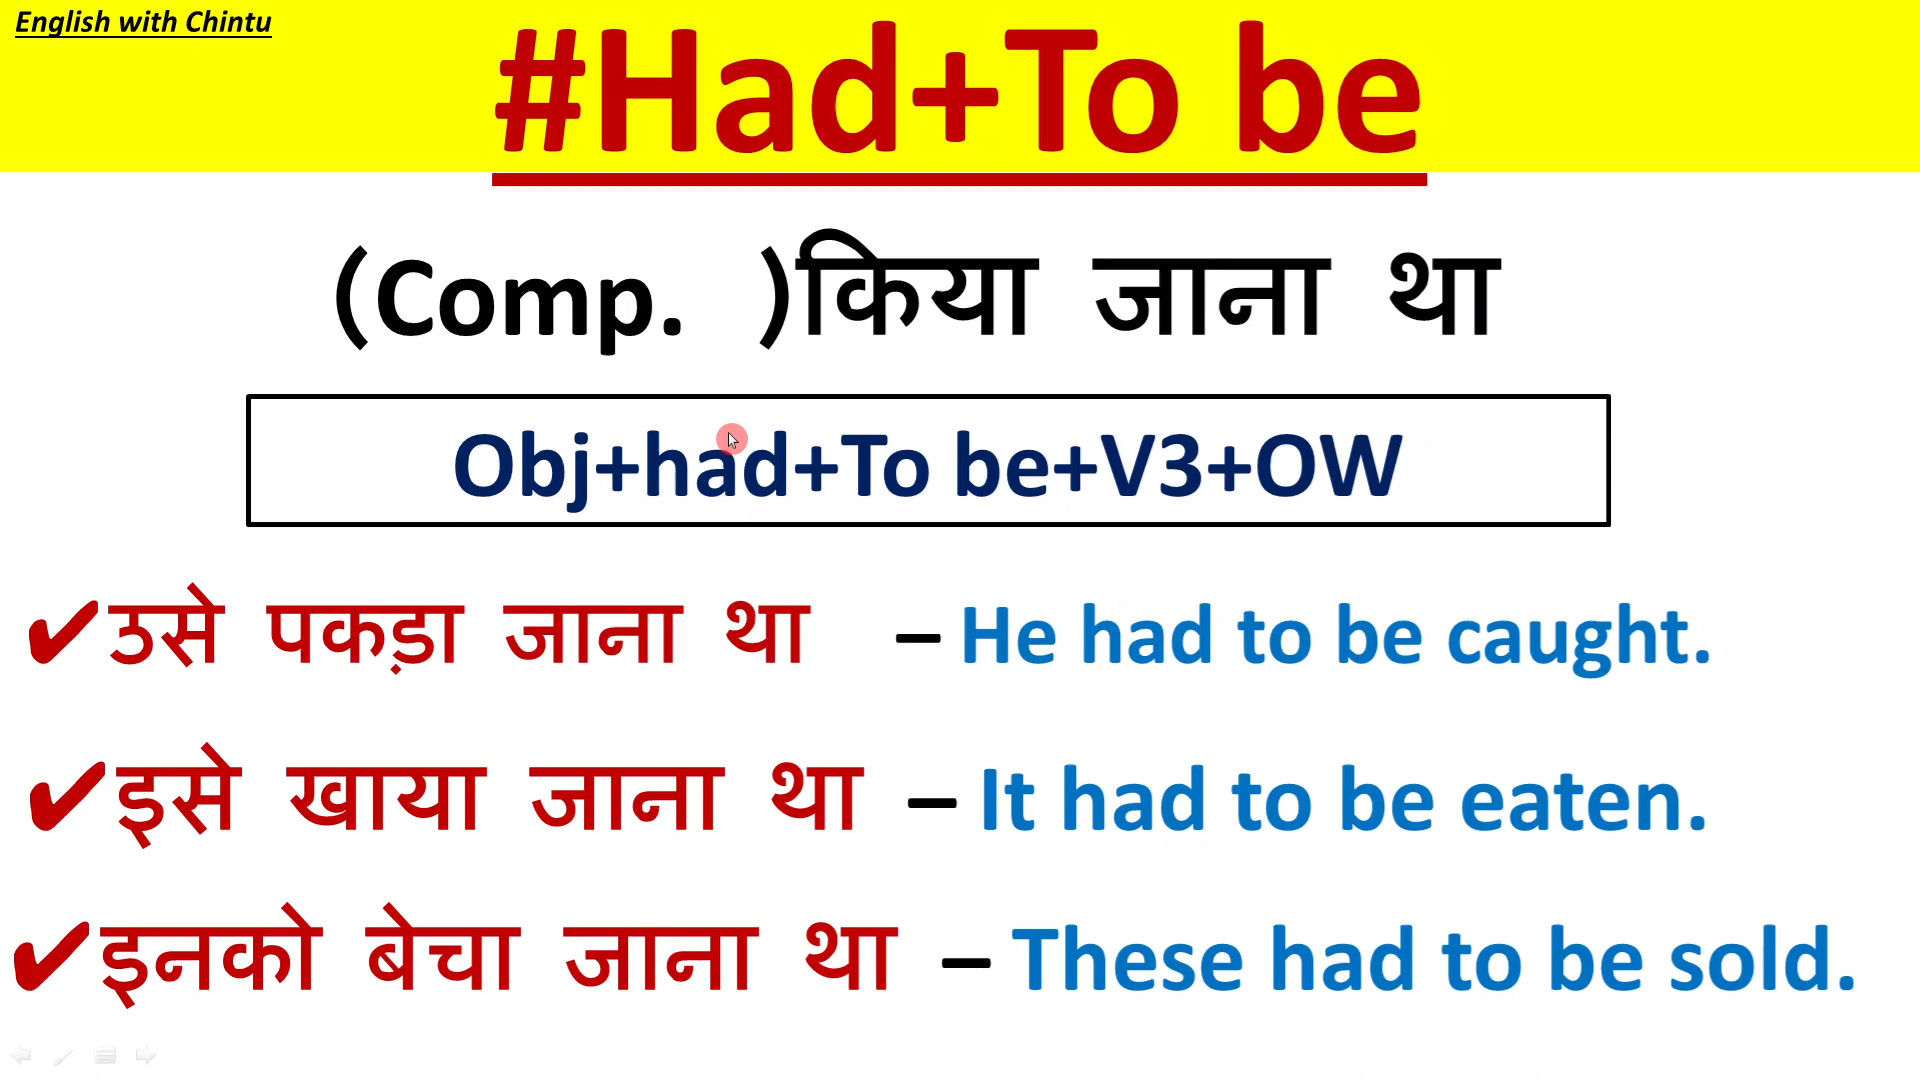 English with Chintu
#Had+To be
(Comp. )किया जाना था
Obj+had+To be+V3+OW
✔उसे पकड़ा जाना था – He had to be caught.
✔इसे खाया जाना था – It had to be eaten.
✔इनको बेचा जाना था – These had to be sold.